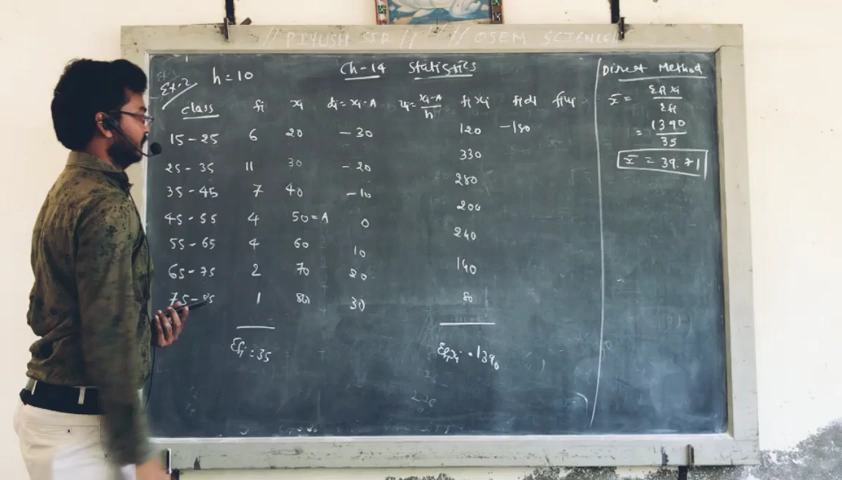 // PIYUSH SIR // // OSEM SCIENCE
Ex.2 h=10 Ch-14 Statistics
class fi xi di = xi-A ui = xi-A/h fixi fidi fiui
15-25 6 20 -30 120 -180
25-35 11 30 -20 330
35-45 7 40 -10 280
45-55 4 50=A 0 200
55-65 4 60 10 240
65-75 2 70 20 140
75-85 1 80 30 80
Σfi = 35 Σfixi = 1390
Direct Method
x̄ = Σfixi/Σfi
= 1390/35
x̄ = 39.71